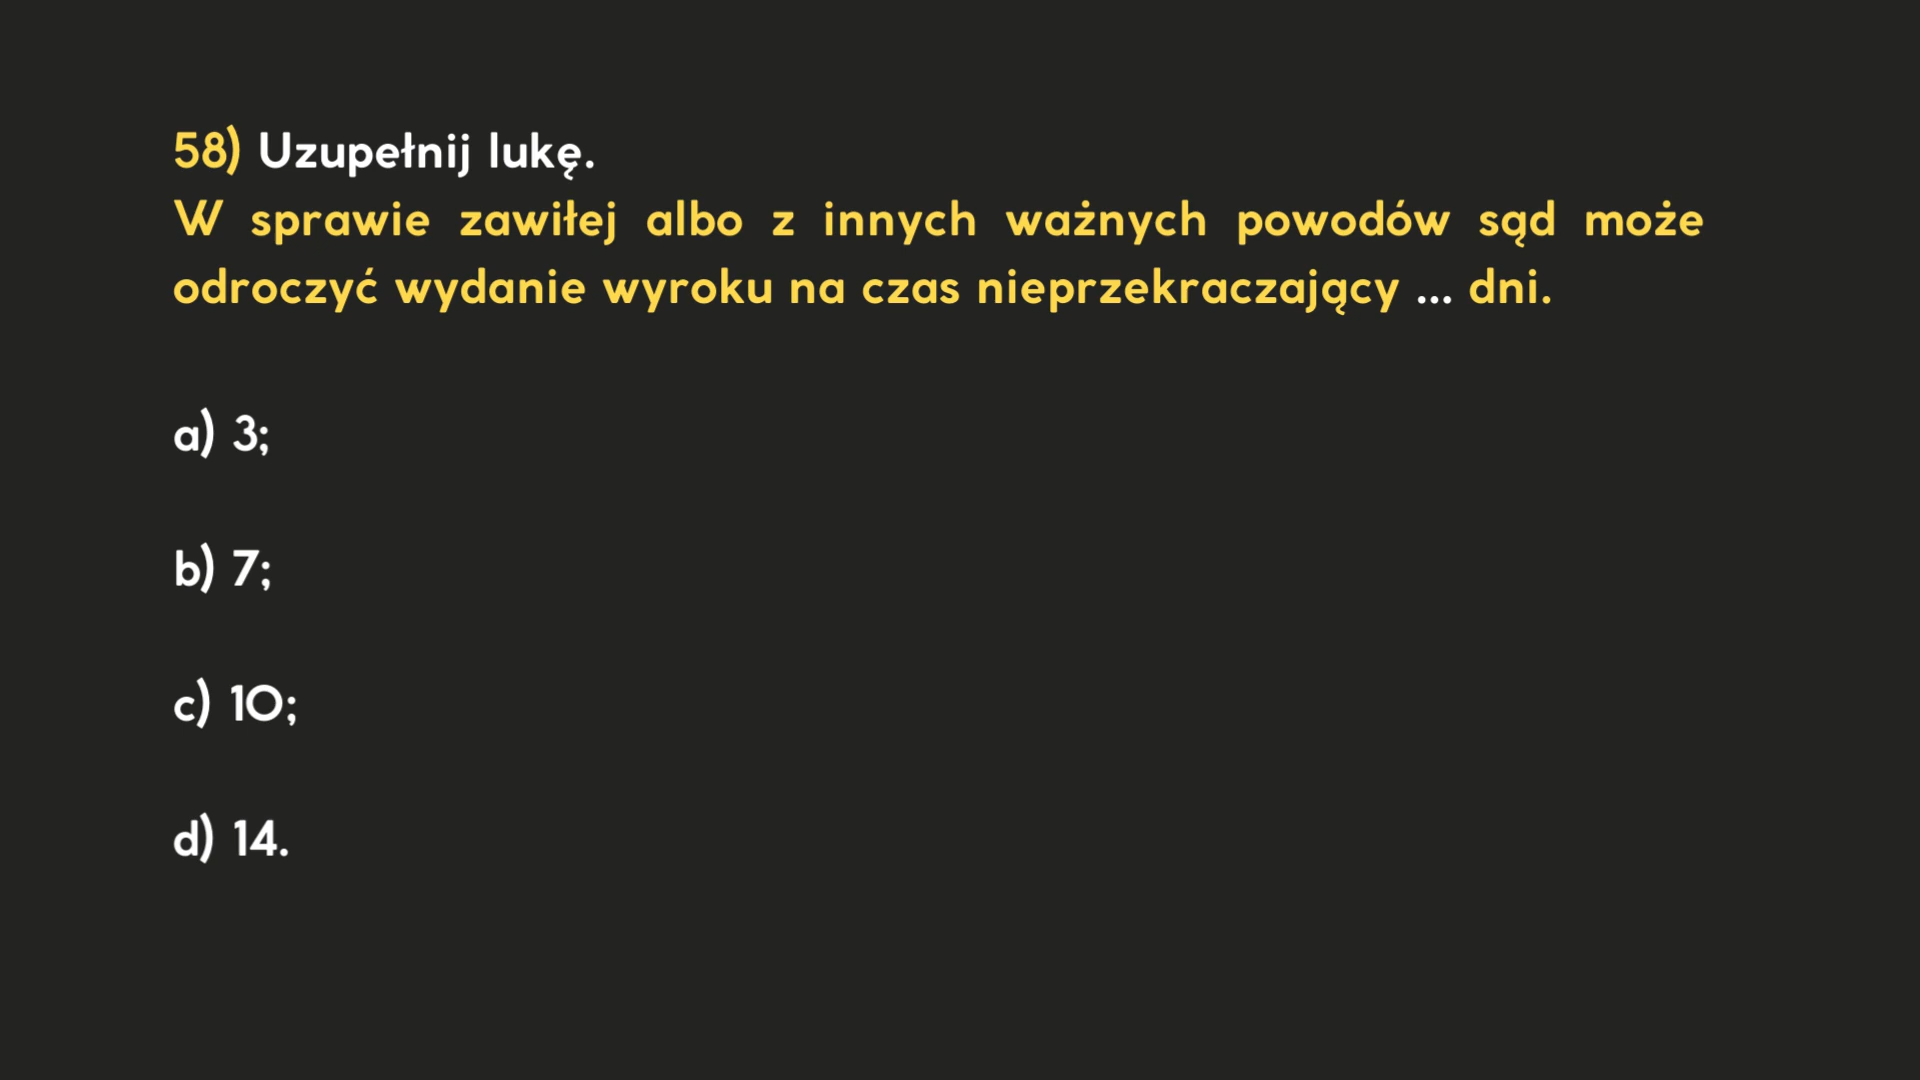 58) Uzupełnij lukę.
W sprawie zawiłej albo z innych ważnych powodów sąd może
odroczyć wydanie wyroku na czas nieprzekraczający ... dni.
a) 3;
b) 7;
c) 10;
d) 14.